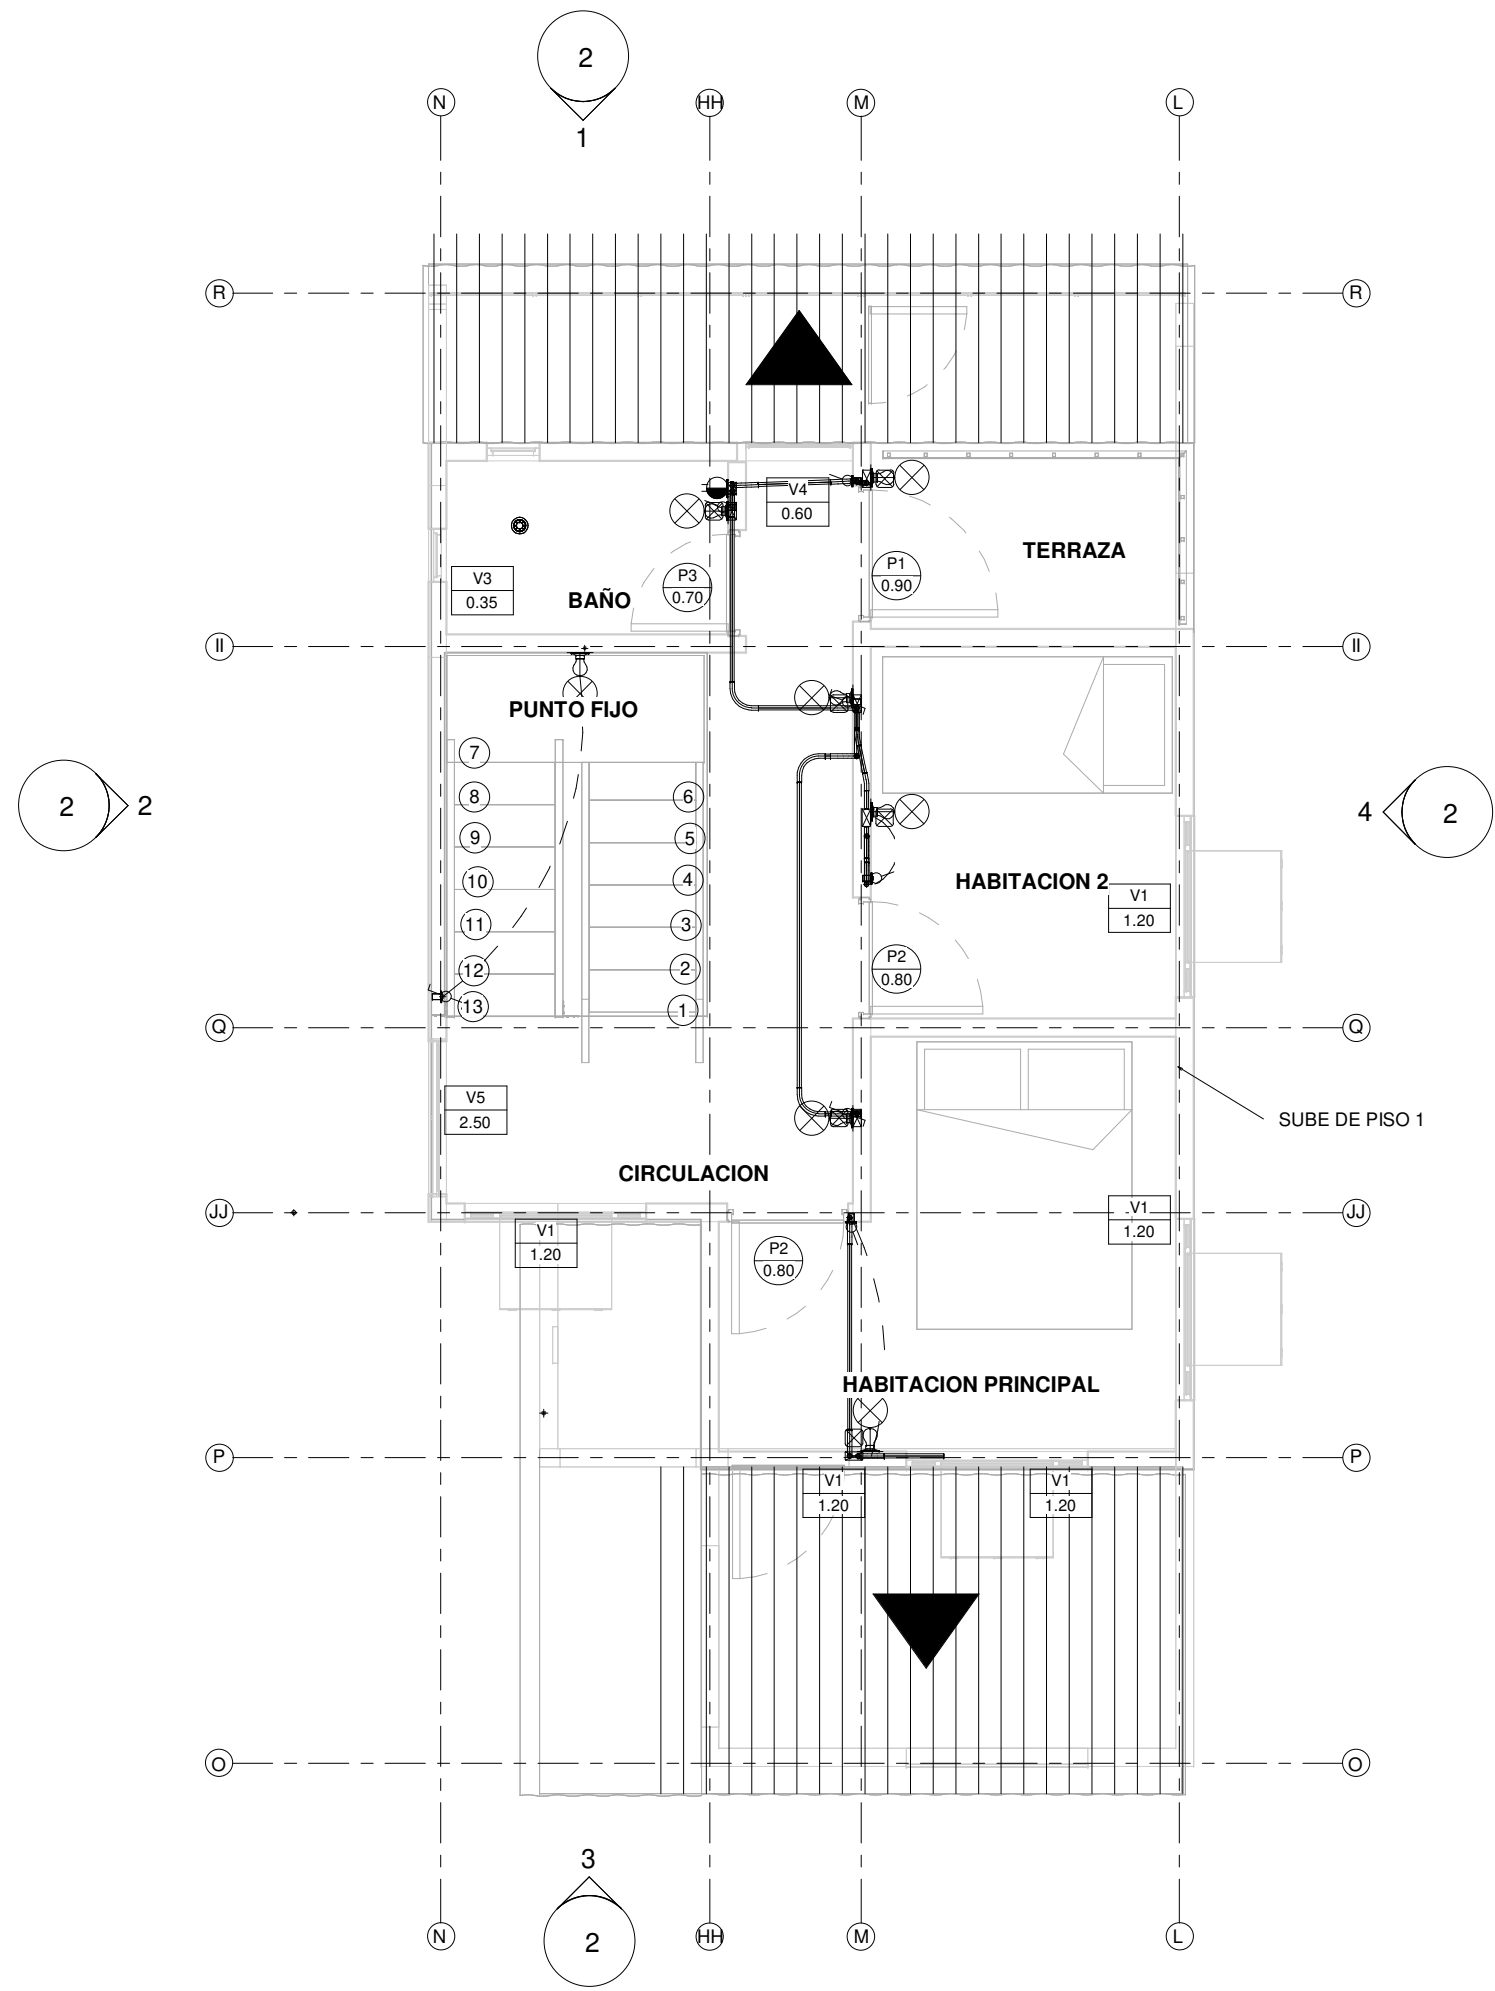 2
1
N
HH
M
L
R
R
V4
0.60
TERRAZA
P1
0.90
P3
0.70
V3
0.35
BAÑO
II
II
PUNTO FIJO
7
8
6
9
5
10
4
11
3
12
2
13
1
2
2
4
2
HABITACION 2
V1
1.20
P2
0.80
Q
Q
V5
2.50
SUBE DE PISO 1
CIRCULACION
JJ
JJ
V1
1.20
V1
1.20
P2
0.80
HABITACION PRINCIPAL
P
P
V1
1.20
V1
1.20
O
O
3
2
N
HH
M
L